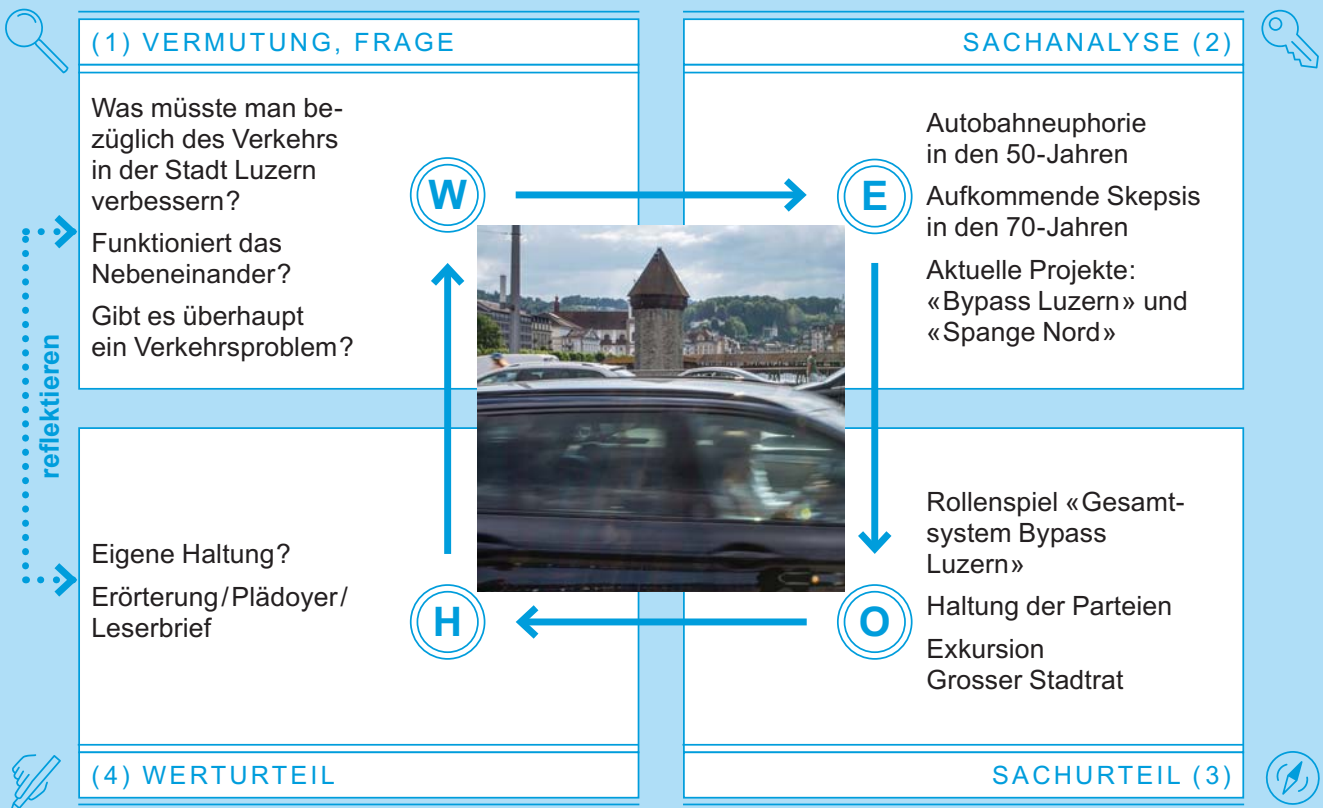 (1) VERMUTUNG, FRAGE
Was müsste man be-
züglich des Verkehrs
in der Stadt Luzern
verbessern?
Funktioniert das
Nebeneinander?
Gibt es überhaupt
ein Verkehrsproblem?
W
SACHANALYSE (2)
E
Autobahneuphorie
in den 50-Jahren
Aufkommende Skepsis
in den 70-Jahren
Aktuelle Projekte:
«Bypass Luzern» und
«Spange Nord»
reflektieren
Rollenspiel «Gesamt-
system Bypass
Luzern»
Haltung der Parteien
Exkursion
Grosser Stadtrat
O
SACHURTEIL (3)
Eigene Haltung?
Erörterung/Plädoyer/
Leserbrief
H
(4) WERTURTEIL